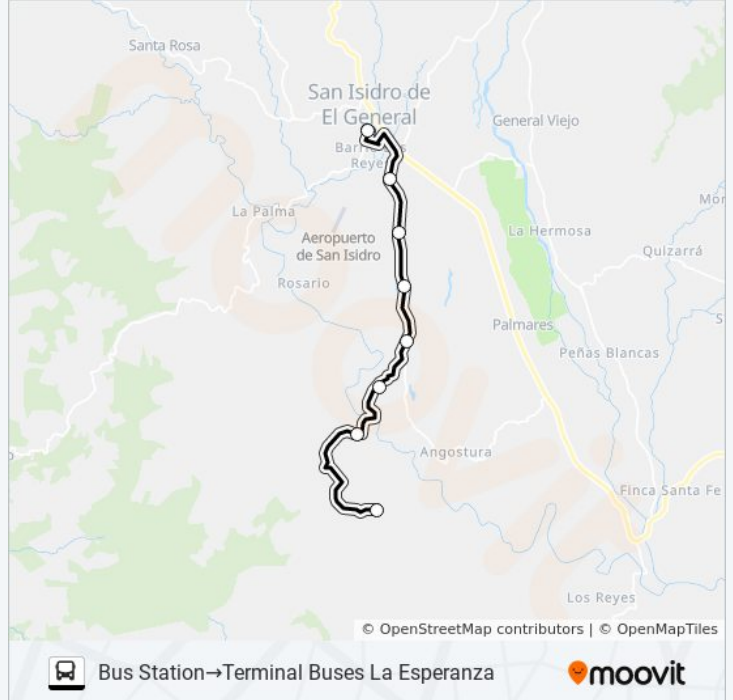 Santa Rosa
San Isidro de
El General
General Viejo
Reyes
La Palma
La Hermosa
Aeropuerto
de San Isidro
Quizarrá
Rosario
Palmares
Peñas Blancas
Angostura
Finca Santa Fe
Los Reyes
© OpenStreetMap contributors | © OpenMapTiles
Bus Station→Terminal Buses La Esperanza
moovit